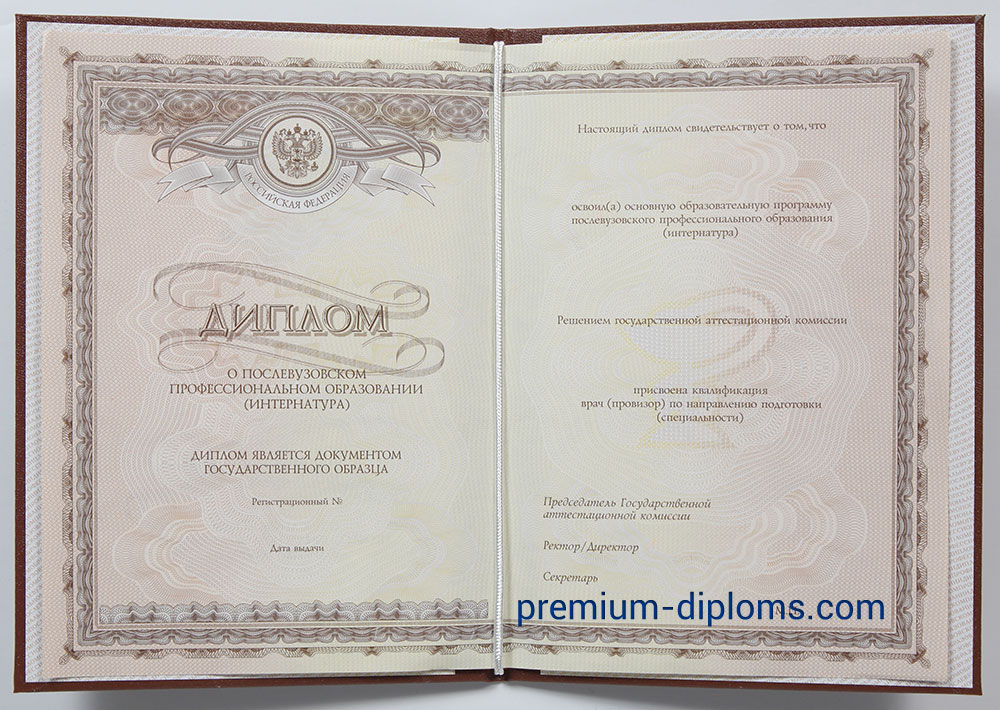 РОССИЙСКАЯ ФЕДЕРАЦИЯ
ДИПЛОМ
О ПОСЛЕВУЗОВСКОМ
ПРОФЕССИОНАЛЬНОМ ОБРАЗОВАНИИ
(ИНТЕРНАТУРА)
ДИПЛОМ ЯВЛЯЕТСЯ ДОКУМЕНТОМ
ГОСУДАРСТВЕННОГО ОБРАЗЦА
Регистрационный №
Дата выдачи
Настоящий диплом свидетельствует о том, что
освоил(а) основную образовательную программу
послевузовского профессионального образования
(интернатура)
Решением государственной аттестационной комиссии
присвоена квалификация
врач (провизор) по направлению подготовки
(специальности)
Председатель Государственной
аттестационной комиссии
Ректор/Директор
Секретарь
premium-diploms.com